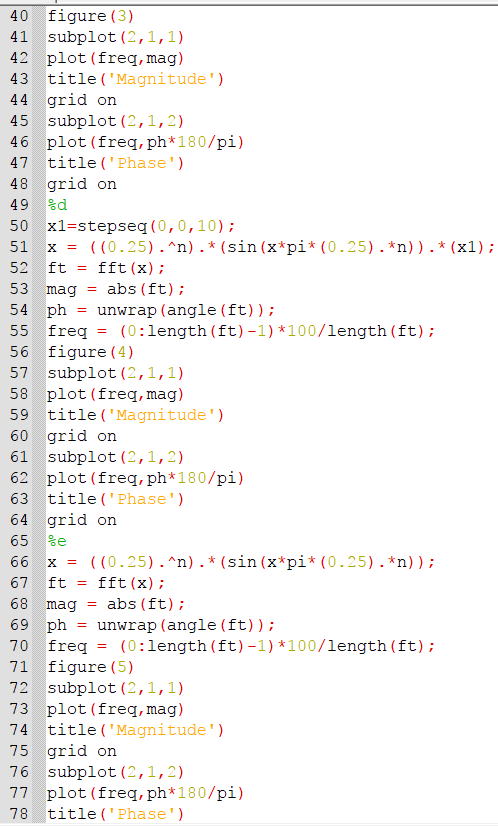 40 figure(3)
41 subplot(2,1,1)
42 plot(freq,mag)
43 title('Magnitude')
44 grid on
45 subplot(2,1,2)
46 plot(freq,ph*180/pi)
47 title('Phase')
48 grid on
49 %d
50 x1=stepseq(0,0,10);
51 x = ((0.25).^n).*(sin(x*pi*(0.25).*n)).*(x1);
52 ft = fft(x);
53 mag = abs(ft);
54 ph = unwrap(angle(ft));
55 freq = (0:length(ft)-1)*100/length(ft);
56 figure(4)
57 subplot(2,1,1)
58 plot(freq,mag)
59 title('Magnitude')
60 grid on
61 subplot(2,1,2)
62 plot(freq,ph*180/pi)
63 title('Phase')
64 grid on
65 %e
66 x = ((0.25).^n).*(sin(x*pi*(0.25).*n));
67 ft = fft(x);
68 mag = abs(ft);
69 ph = unwrap(angle(ft));
70 freq = (0:length(ft)-1)*100/length(ft);
71 figure(5)
72 subplot(2,1,1)
73 plot(freq,mag)
74 title('Magnitude')
75 grid on
76 subplot(2,1,2)
77 plot(freq,ph*180/pi)
78 title('Phase')